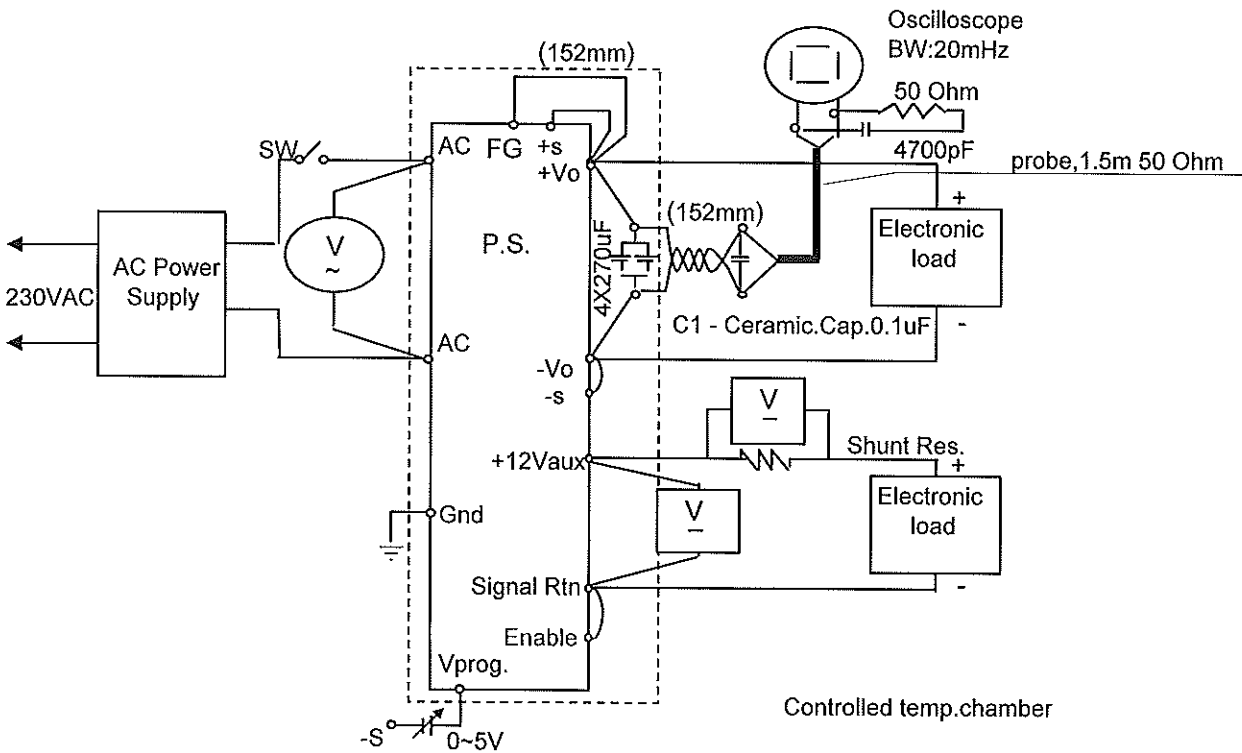 Oscilloscope
BW:20mHz
(152mm)
50 Ohm
4700pF
probe,1.5m 50 Ohm
SW
AC
FG
+s
+Vo
V
~
P.S.
(152mm)
4X270uF
+
Electronic
load
-
AC Power
Supply
230VAC
C1 - Ceramic.Cap.0.1uF
AC
-Vo
-s
V
Shunt Res.
+12Vaux
+
Electronic
load
-
V
Gnd
Signal Rtn
Enable
Vprog.
-S
0~5V
Controlled temp.chamber